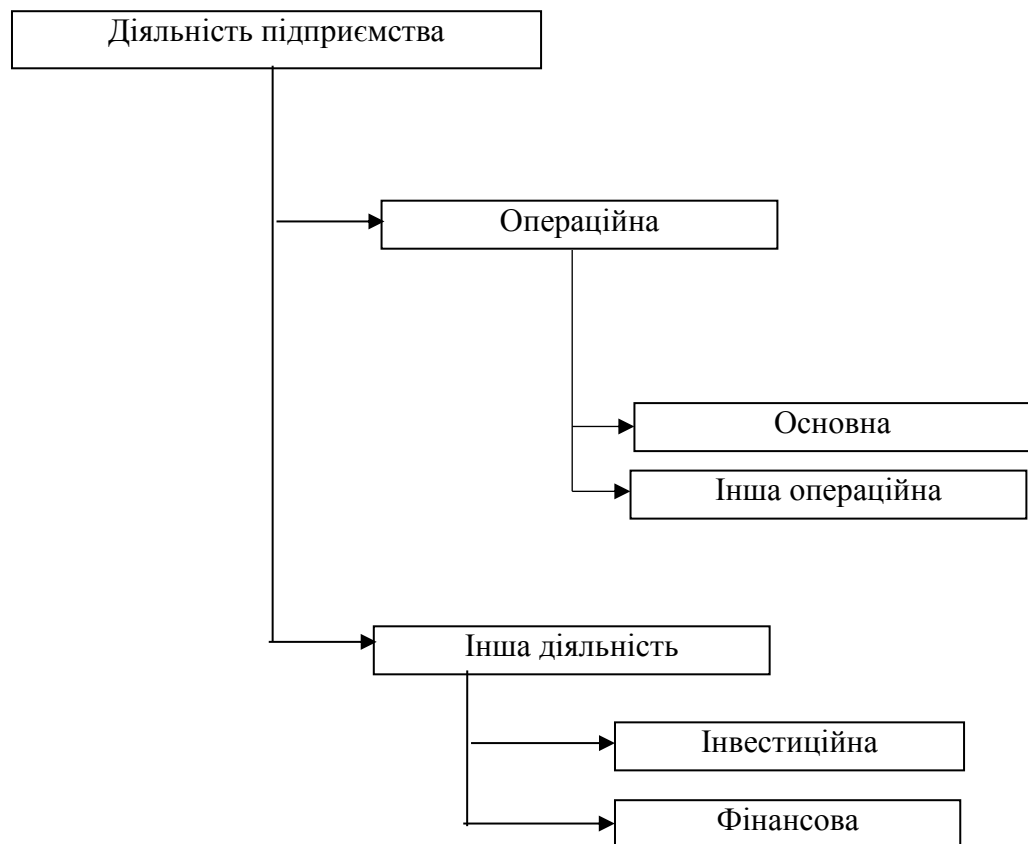 Діяльність підприємства
Операційна
Основна
Інша операційна
Інша діяльність
Інвестиційна
Фінансова